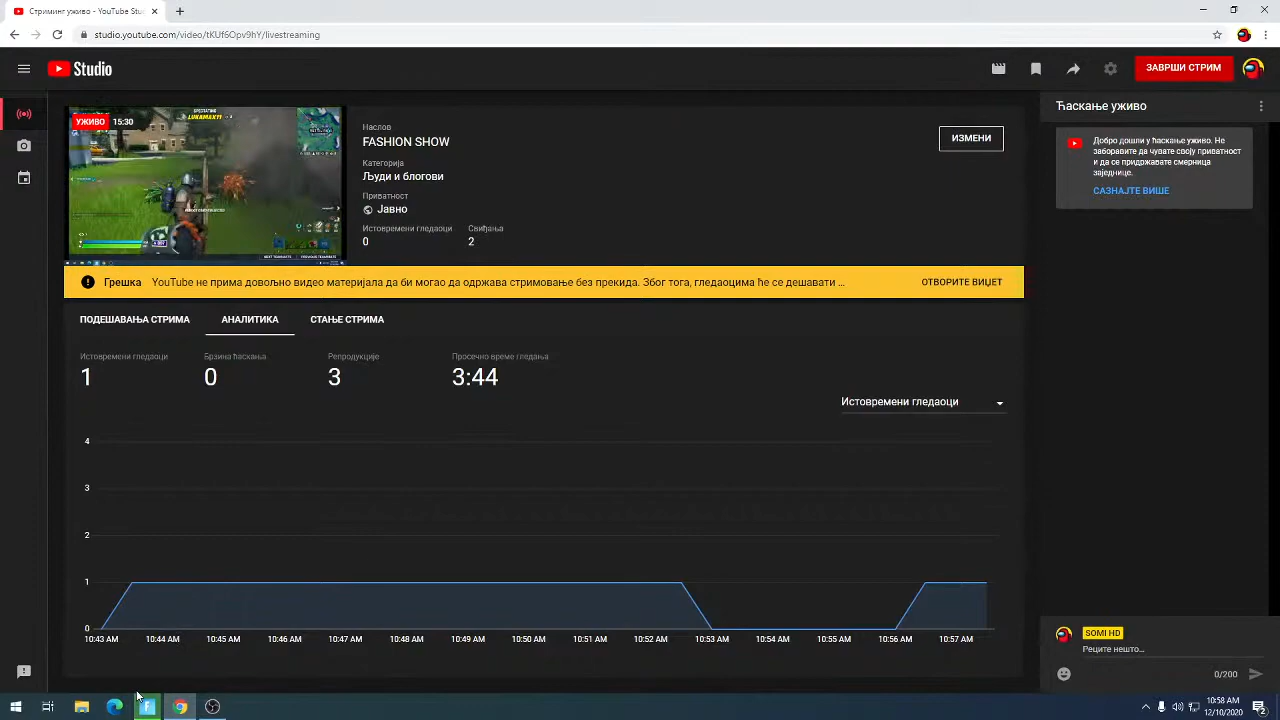 Стриминг уживо - YouTube Stu
studio.youtube.com/video/tKUf6Opv9hY/livestreaming
Studio
ЗАВРШИ СТРИМ
УЖИВО 15:30
LUKAMAX11
Наслов
FASHION SHOW
Категорија
Људи и блогови
Приватност
Јавно
Истовремени гледаоци Свиђања
0 2
ИЗМЕНИ
NEXT TEAMMATE PREVIOUS TEAMMATE
Грешка YouTube не прима довољно видео материјала да би могао да одржава стримовање без прекида. Због тога, гледаоцима ће се дешавати ...
ОТВОРИТЕ ВИЏЕТ
ПОДЕШАВАЊА СТРИМА АНАЛИТИКА СТАЊЕ СТРИМА
Истовремени гледаоци Брзина ћаскања Репродукције Просечно време гледања
1 0 3 3:44
Истовремени гледаоци
4
3
2
1
0
10:43 AM 10:44 AM 10:45 AM 10:46 AM 10:47 AM 10:48 AM 10:49 AM 10:50 AM 10:51 AM 10:52 AM 10:53 AM 10:54 AM 10:55 AM 10:56 AM 10:57 AM
Ћаскање уживо
Добро дошли у ћаскање уживо. Не
заборавите да чувате своју приватност
и да се придржавате смерница
заједнице.
САЗНАЈТЕ ВИШЕ
SOMI HD
Реците нешто...
0/200
10:58 AM
12/10/2020